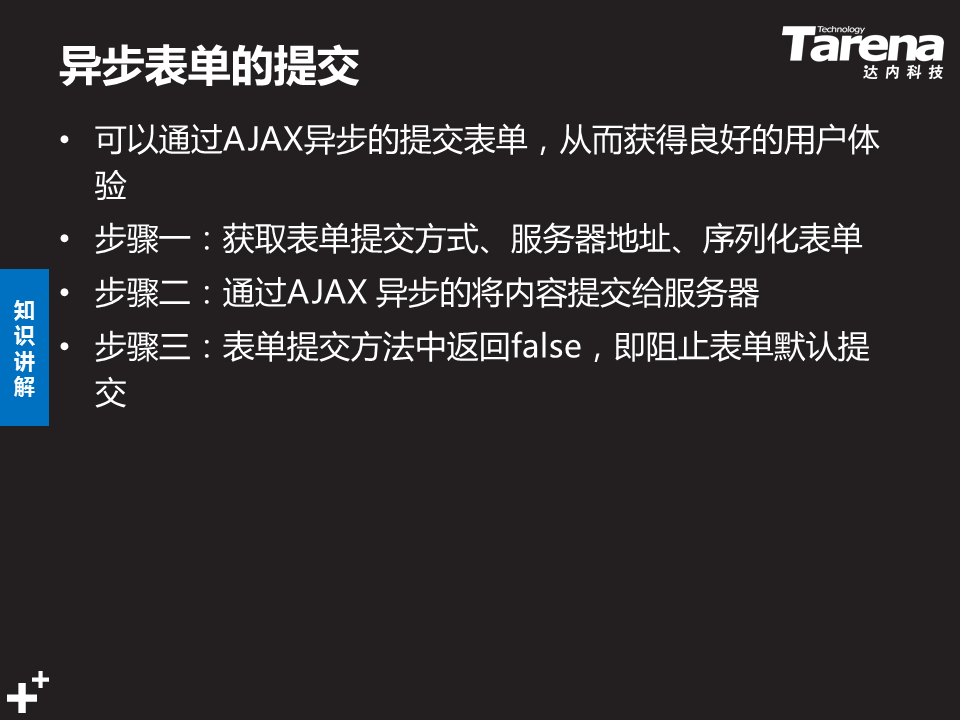 异步表单的提交
Technology
Tarena
达内科技
• 可以通过AJAX异步的提交表单，从而获得良好的用户体
验
• 步骤一：获取表单提交方式、服务器地址、序列化表单
• 步骤二：通过AJAX 异步的将内容提交给服务器
• 步骤三：表单提交方法中返回false，即阻止表单默认提
交
知
识
讲
解